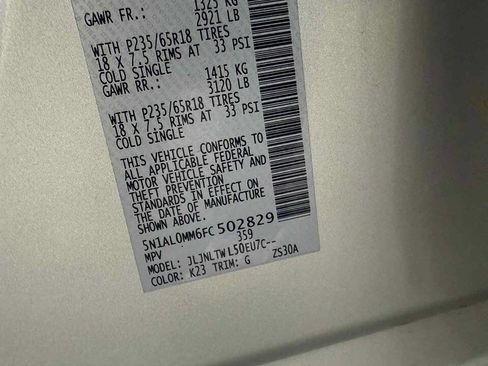 GAWR FR.: 1325 KG
2921 LB
WITH P235/65R18 TIRES
18 X 7.5 RIMS AT 33 PSI
COLD SINGLE
GAWR RR.: 1415 KG
3120 LB
WITH P235/65R18 TIRES
18 X 7.5 RIMS AT 33 PSI
COLD SINGLE
THIS VEHICLE CONFORMS TO
ALL APPLICABLE FEDERAL
MOTOR VEHICLE SAFETY AND
THEFT PREVENTION
STANDARDS IN EFFECT ON
THE DATE OF MANUFACTURE
SHOWN ABOVE.
5N1AL0MM6FC502829
MPV 359
MODEL: JLJNLTWL50EU7C--
COLOR: K23 TRIM: G ZS30A